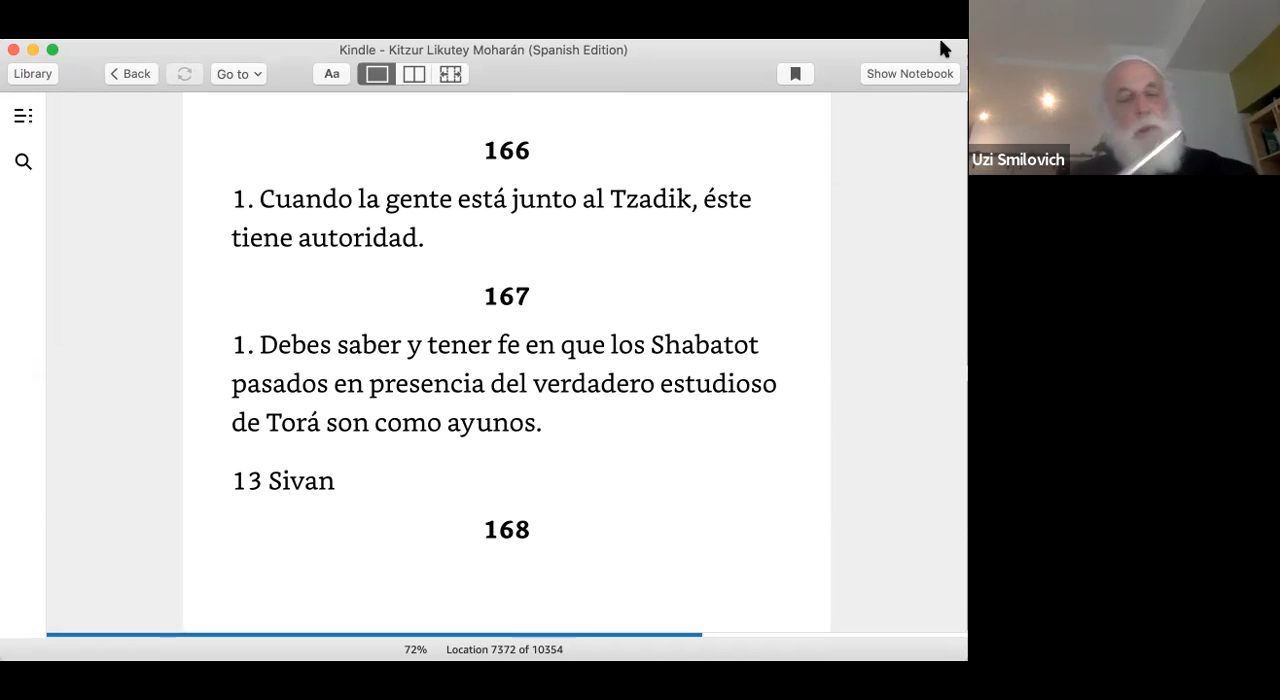 Kindle - Kitzur Likutey Moharán (Spanish Edition)
Library
Back
Go to
Aa
Show Notebook
166
1. Cuando la gente está junto al Tzadik, éste
tiene autoridad.
167
1. Debes saber y tener fe en que los Shabatot
pasados en presencia del verdadero estudioso
de Torá son como ayunos.
13 Sivan
168
72% Location 7372 of 10354
Uzi Smilovich